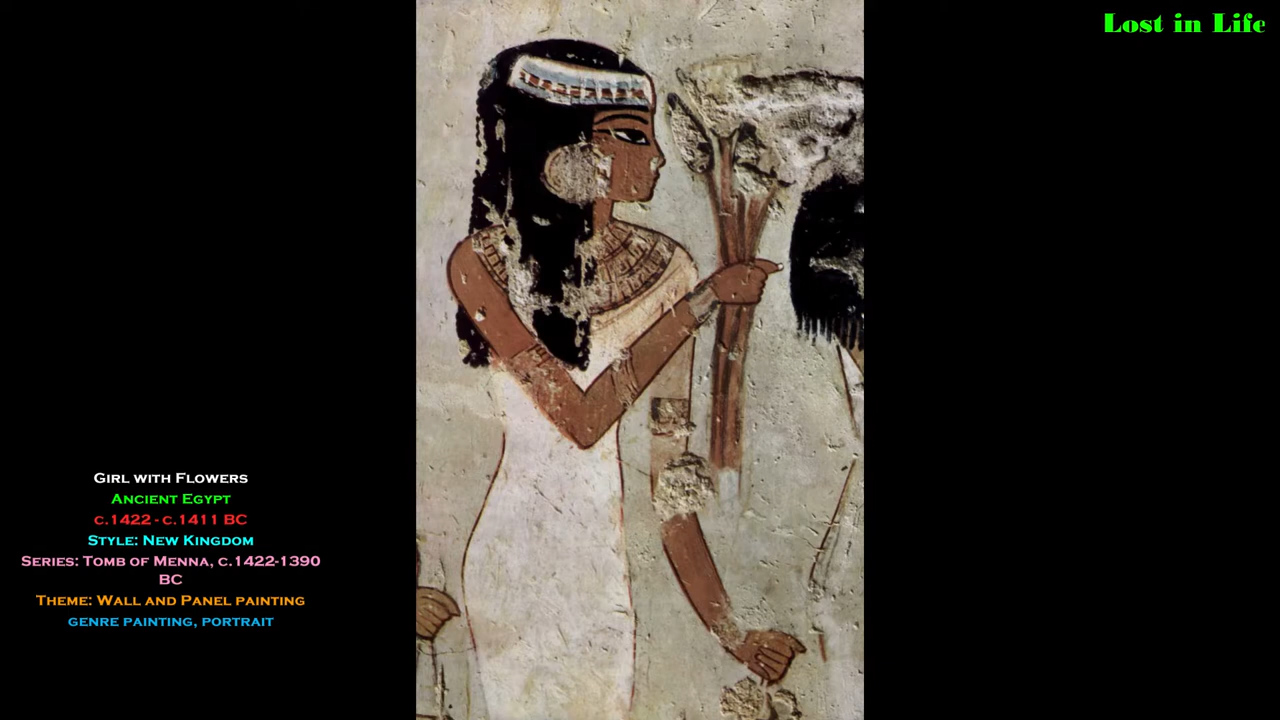 Lost in Life
Girl with Flowers
Ancient Egypt
c.1422 - c.1411 BC
Style: New Kingdom
Series: Tomb of Menna, c.1422-1390
BC
Theme: Wall and Panel painting
genre painting, portrait